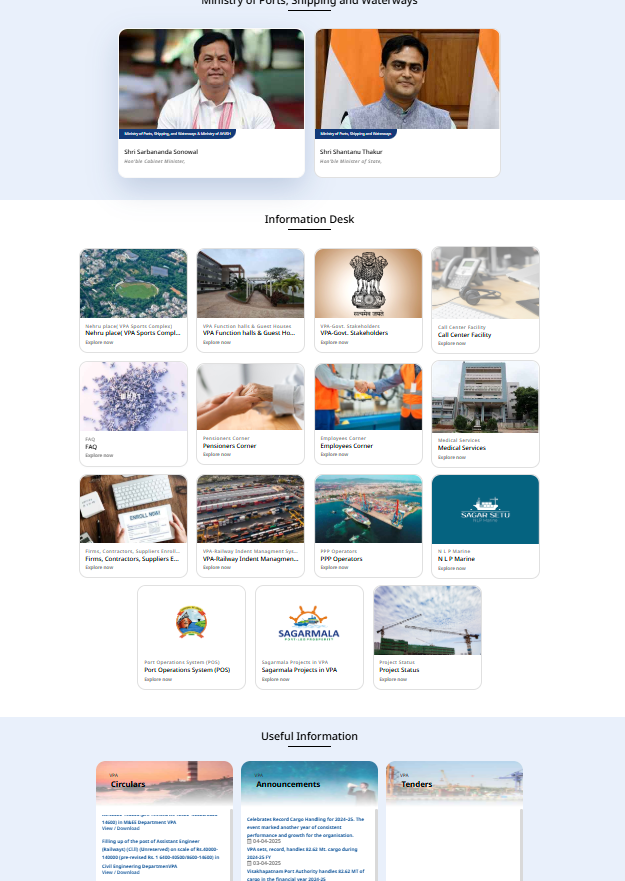 Ministry of Ports, Shipping and Waterways
Ministry of Ports, Shipping, and Waterways & Ministry of AYUSH
Shri Sarbananda Sonowal
Hon'ble Cabinet Minister,
Ministry of Ports, Shipping, and Waterways
Shri Shantanu Thakur
Hon'ble Minister of State,
Information Desk
Nehru place( VPA Sports Complex)
Nehru place( VPA Sports Compl...
Explore now
VPA Function halls & Guest Houses
VPA Function halls & Guest Ho...
Explore now
सत्यमेव जयते
VPA-Govt. Stakeholders
VPA-Govt. Stakeholders
Explore now
Call Center Facility
Call Center Facility
Explore now
FAQ
FAQ
Explore now
Pensioners Corner
Pensioners Corner
Explore now
Employees Corner
Employees Corner
Explore now
Medical Services
Medical Services
Explore now
ENROLL NOW!
Firms, Contractors, Suppliers Enroll...
Firms, Contractors, Suppliers E...
Explore now
VPA-Railway Indent Managment Sys...
VPA-Railway Indent Managmen...
Explore now
PPP Operators
PPP Operators
Explore now
SAGAR SETU
N L P Marine
N L P Marine
Explore now
Port Operations System (POS)
Port Operations System (POS)
Explore now
SAGARMALA
PORT-LED PROSPERITY
Sagarmala Projects in VPA
Sagarmala Projects in VPA
Explore now
Project Status
Project Status
Explore now
Useful Information
VPA
Circulars
14600) in M&EE Department VPA
View / Download
Filling up of the post of Assistant Engineer
(Railways) (Cl.I) (Unreserved) on scale of Rs.40000-
140000 (pre-revised Rs. 1 6400-40500/8600-14600) in
Civil Engineering DepartmenVPA
View / Download
VPA
Announcements
Celebrates Record Cargo Handling for 2024-25. The
event marked another year of consistent
performance and growth for the organisation.
04-04-2025
VPA sets, record, handles 82.62 Mt. cargo during
2024-25 FY
03-04-2025
Visakhapatnam Port Authority handles 82.62 MT of
cargo in the financial year 2024-25
VPA
Tenders